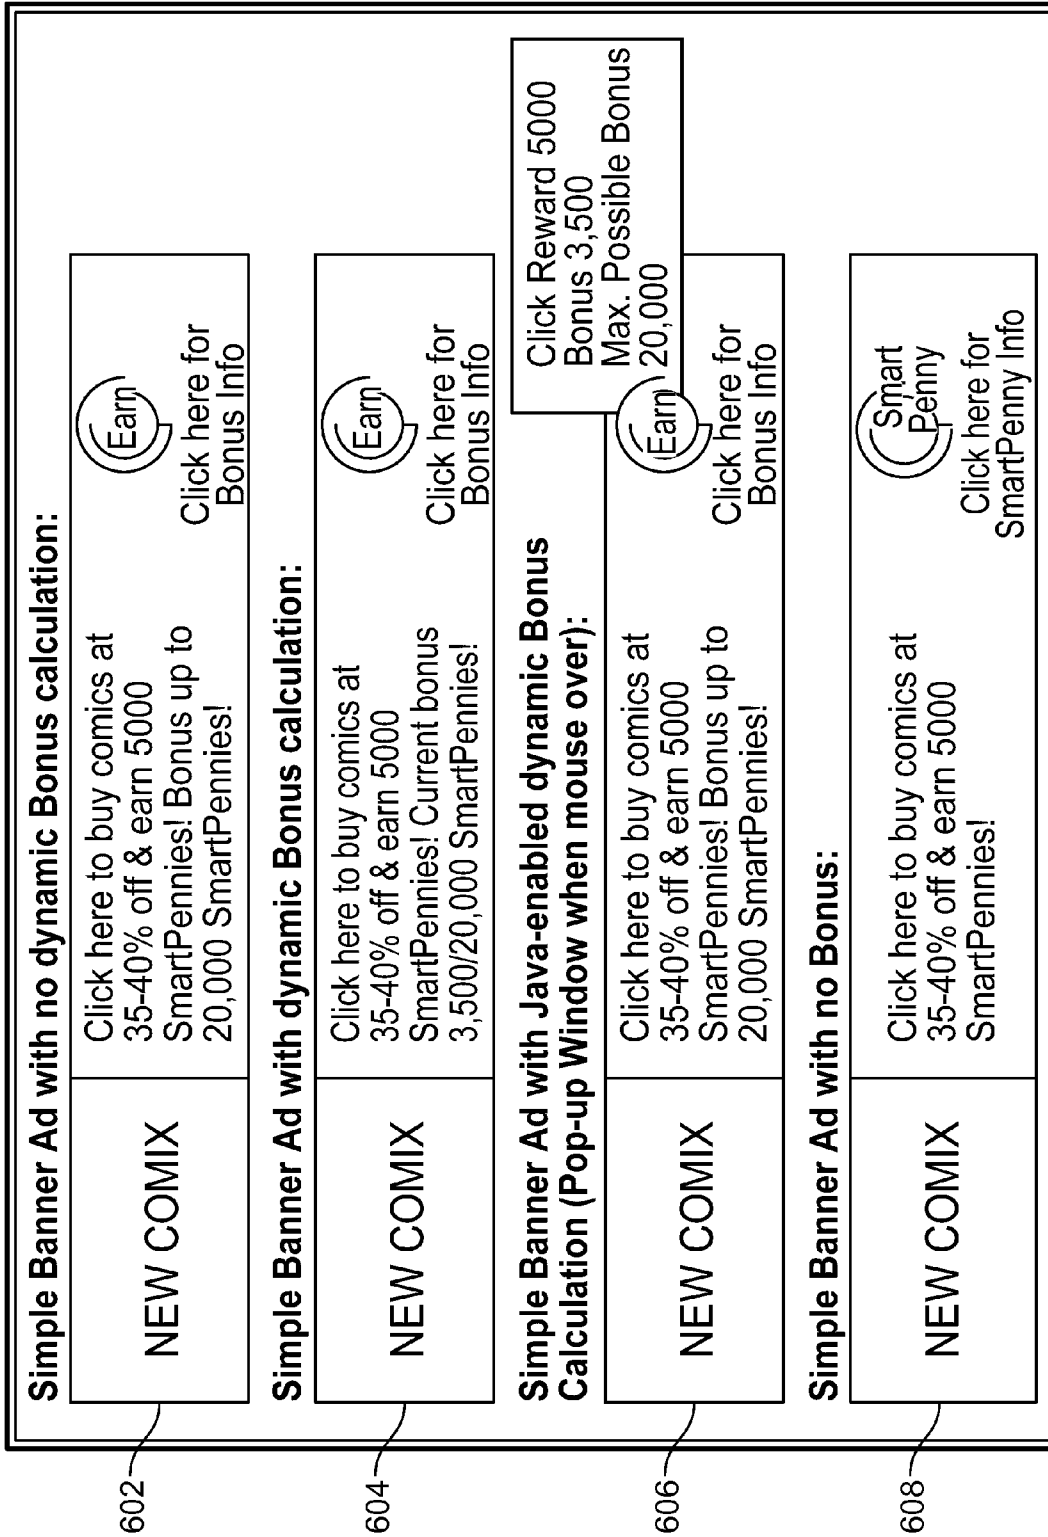 Simple Banner Ad with no dynamic Bonus calculation:
602
NEW COMIX
Click here to buy comics at
35-40% off & earn 5000
SmartPennies! Bonus up to
20,000 SmartPennies!
Earn
Click here for
Bonus Info
Simple Banner Ad with dynamic Bonus calculation:
604
NEW COMIX
Click here to buy comics at
35-40% off & earn 5000
SmartPennies! Current bonus
3,500/20,000 SmartPennies!
Earn
Click here for
Bonus Info
Simple Banner Ad with Java-enabled dynamic Bonus
Calculation (Pop-up Window when mouse over):
Click Reward 5000
Bonus 3,500
Max. Possible Bonus
20,000
606
NEW COMIX
Click here to buy comics at
35-40% off & earn 5000
SmartPennies! Bonus up to
20,000 SmartPennies!
Earn
Click here for
Bonus Info
Simple Banner Ad with no Bonus:
608
NEW COMIX
Click here to buy comics at
35-40% off & earn 5000
SmartPennies!
Smart
Penny
Click here for
SmartPenny Info